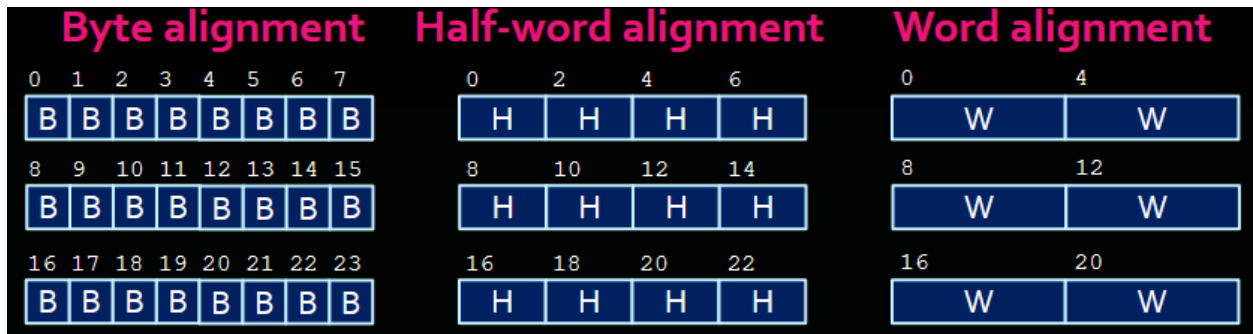 Byte alignment Half-word alignment Word alignment
0 1 2 3 4 5 6 7 0 2 4 6 0 4
B B B B B B B B H H H H W W
8 9 10 11 12 13 14 15 8 10 12 14 8 12
B B B B B B B B H H H H W W
16 17 18 19 20 21 22 23 16 18 20 22 16 20
B B B B B B B B H H H H W W